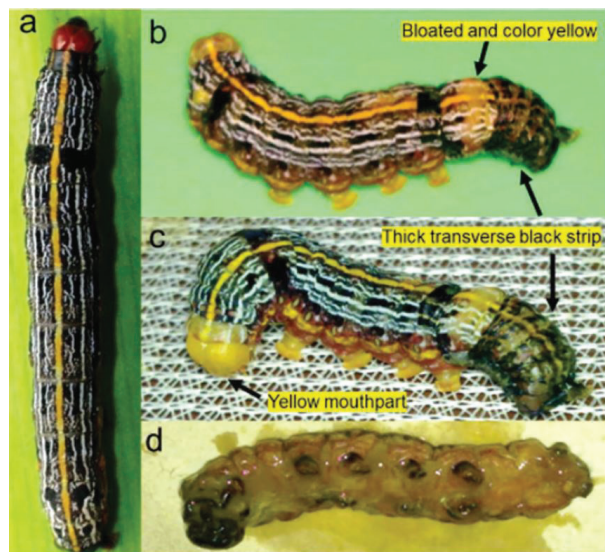 a
b
Bloated and color yellow
c
Thick transverse black strip
Yellow mouthpart
d